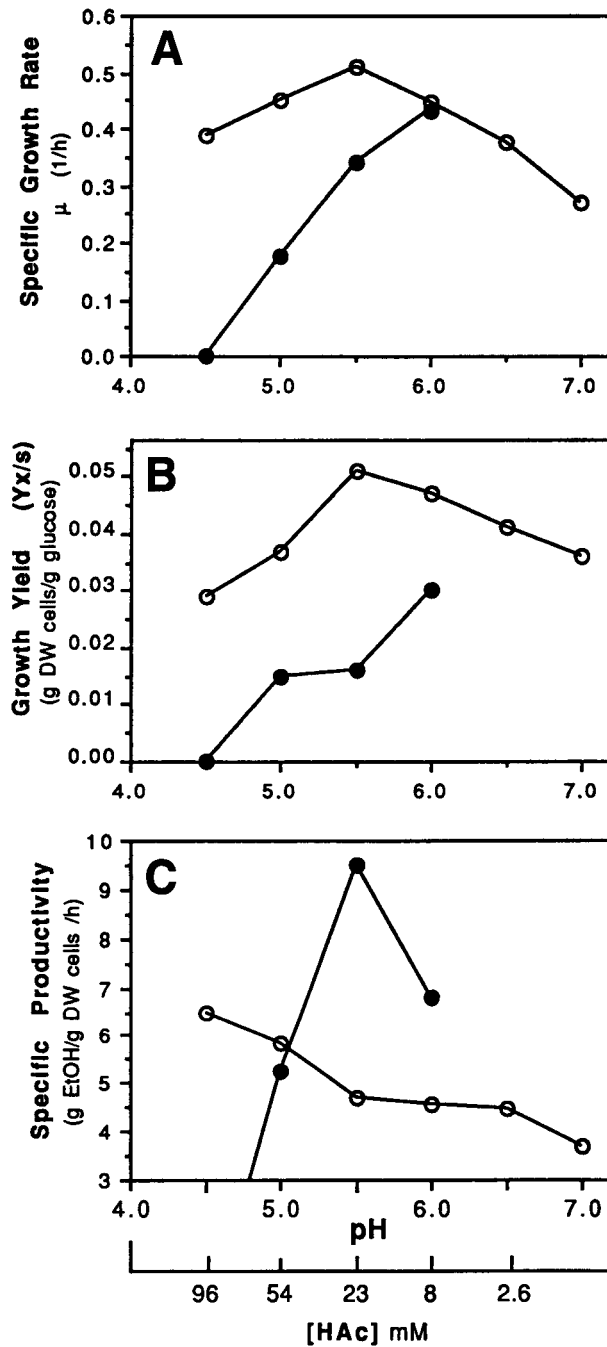 A
Specific Growth Rate
μ (1/h)
0.6
0.5
0.4
0.3
0.2
0.1
0.0
4.0 5.0 6.0 7.0
B
Growth Yield (Yx/s)
(g DW cells/g glucose)
0.05
0.04
0.03
0.02
0.01
0.00
4.0 5.0 6.0 7.0
C
Specific Productivity
(g EtOH/g DW cells /h)
10
9
8
7
6
5
4
3
4.0 5.0 6.0 7.0
pH
96 54 23 8 2.6
[HAc] mM